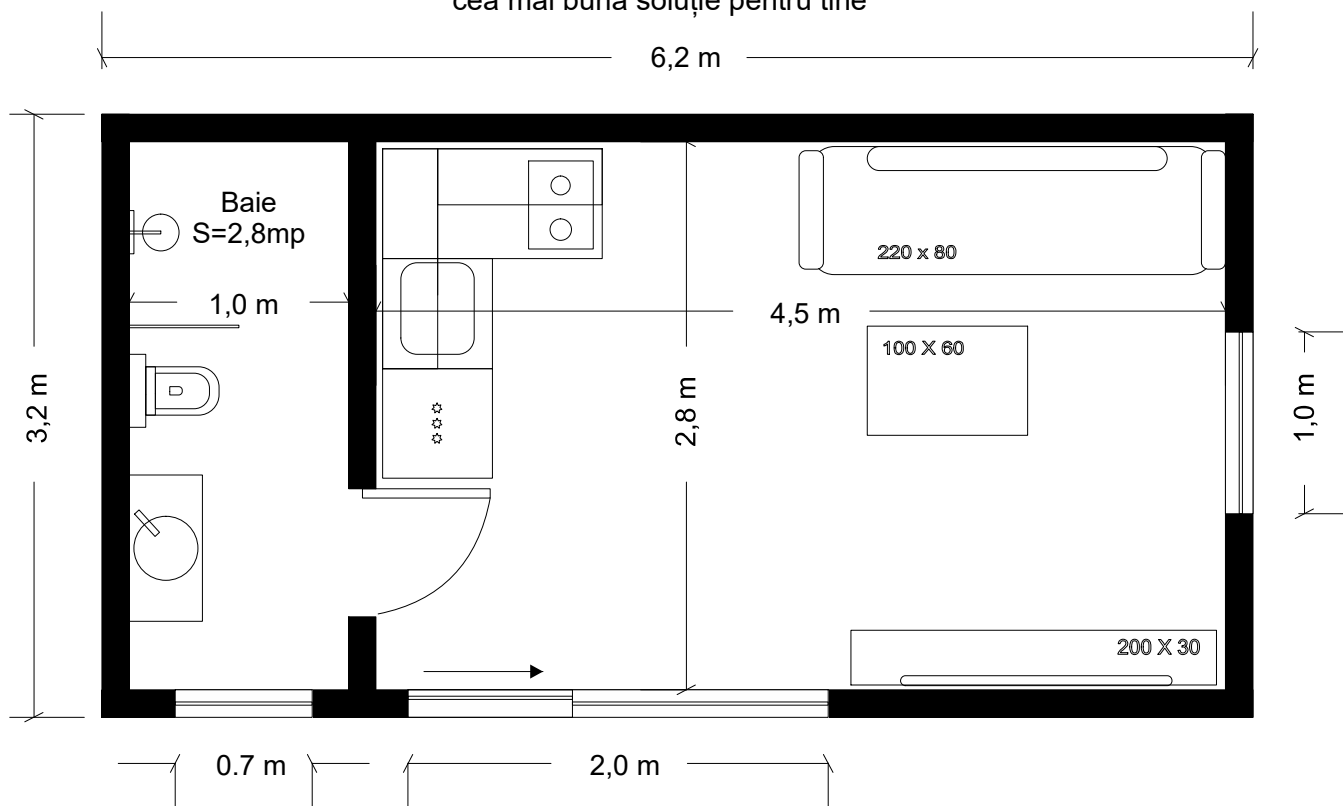 cea mai bună soluție pentru tine
6,2 m
Baie
S=2,8mp
220 x 80
1,0 m
4,5 m
100 X 60
3,2 m
2,8 m
1,0 m
200 X 30
0.7 m
2,0 m